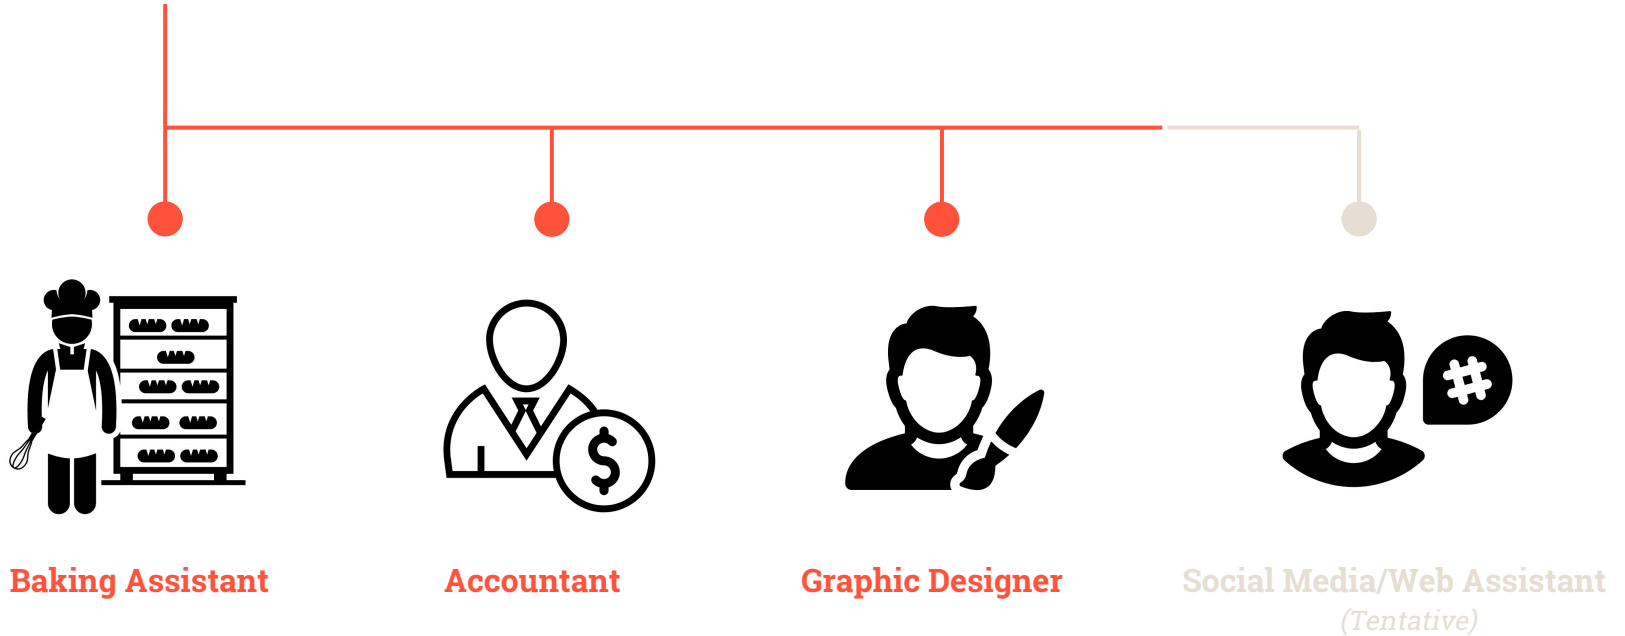 Baking Assistant
Accountant
Graphic Designer
Social Media/Web Assistant
(Tentative)